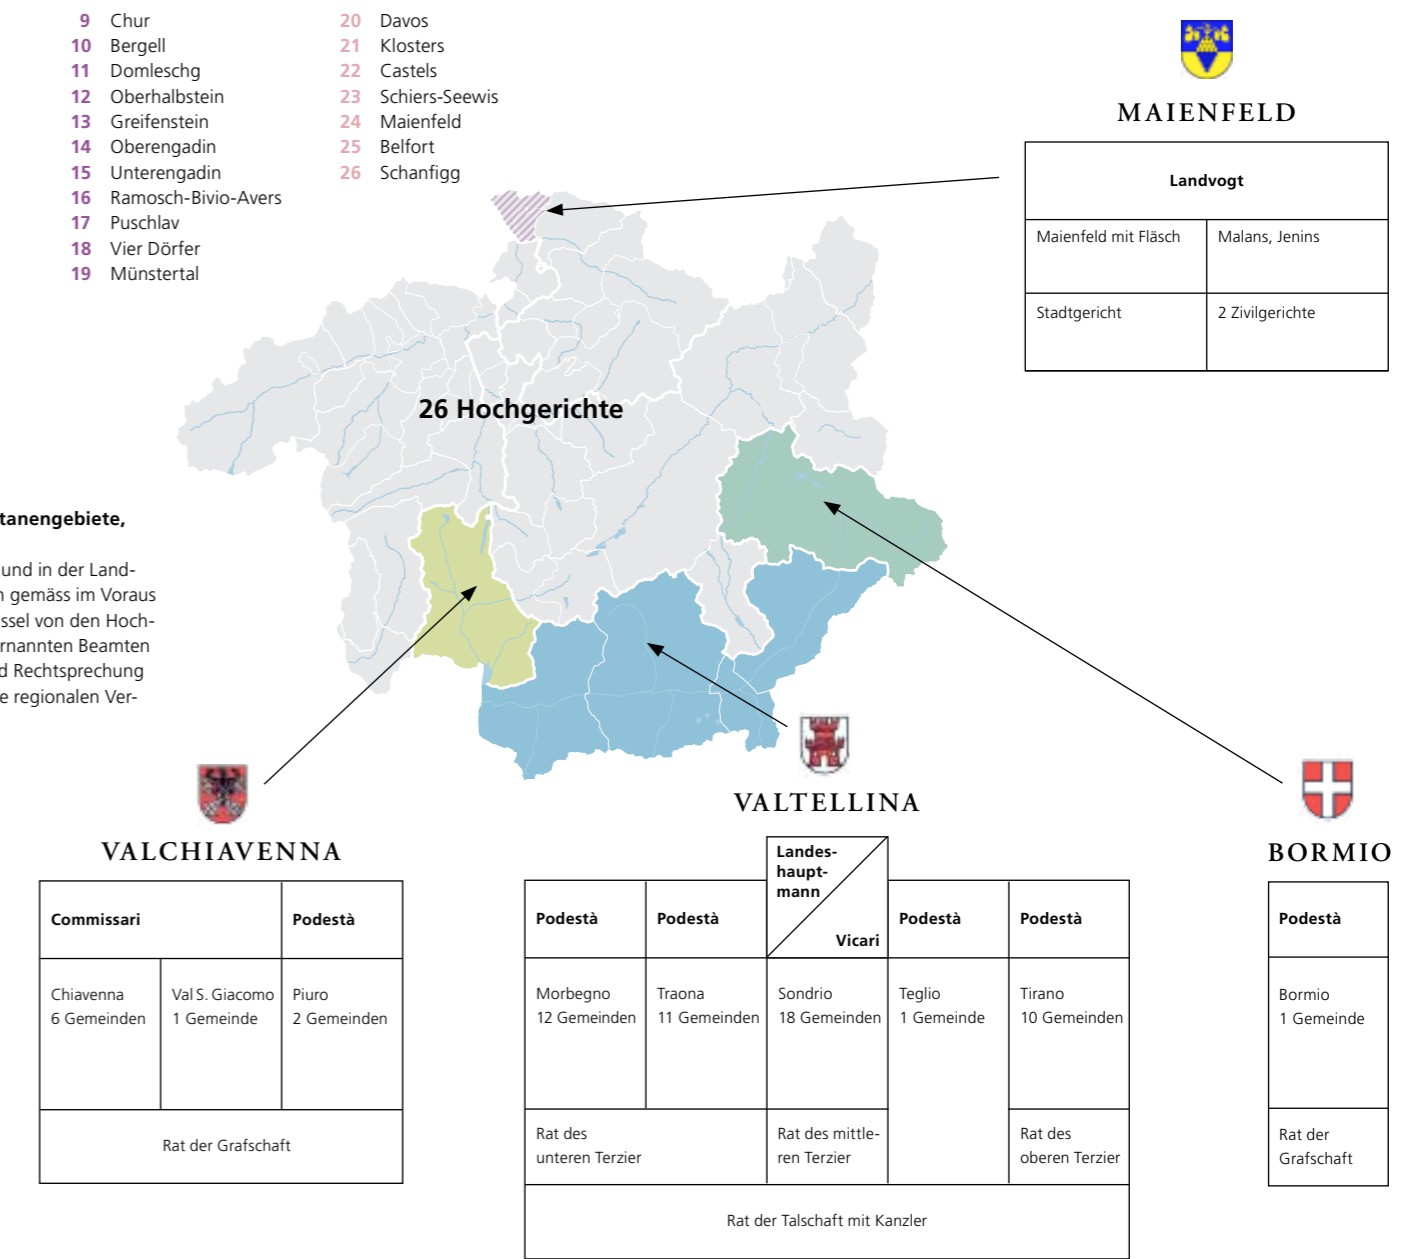 9 Chur
10 Bergell
11 Domleschg
12 Oberhalbstein
13 Greifenstein
14 Oberengadin
15 Unterengadin
16 Ramosch-Bivio-Avers
17 Puschlav
18 Vier Dörfer
19 Münstertal
20 Davos
21 Klosters
22 Castels
23 Schiers-Seewis
24 Maienfeld
25 Belfort
26 Schanfigg
MAIENFELD
Landvogt
Maienfeld mit Fläsch
Malans, Jenins
Stadtgericht
2 Zivilgerichte
26 Hochgerichte
tanengebiete,
und in der Land-
n gemäss im Voraus
ssel von den Hoch-
rnannten Beamten
d Rechtsprechung
e regionalen Ver-
VALCHIAVENNA
Commissari
Podestà
Chiavenna
6 Gemeinden
Val S. Giacomo
1 Gemeinde
Piuro
2 Gemeinden
Rat der Grafschaft
VALTELLINA
Podestà
Podestà
Landes-
haupt-
mann
Vicari
Podestà
Podestà
Morbegno
12 Gemeinden
Traona
11 Gemeinden
Sondrio
18 Gemeinden
Teglio
1 Gemeinde
Tirano
10 Gemeinden
Rat des
unteren Terzier
Rat des mittle-
ren Terzier
Rat des
oberen Terzier
Rat der Talschaft mit Kanzler
BORMIO
Podestà
Bormio
1 Gemeinde
Rat der
Grafschaft